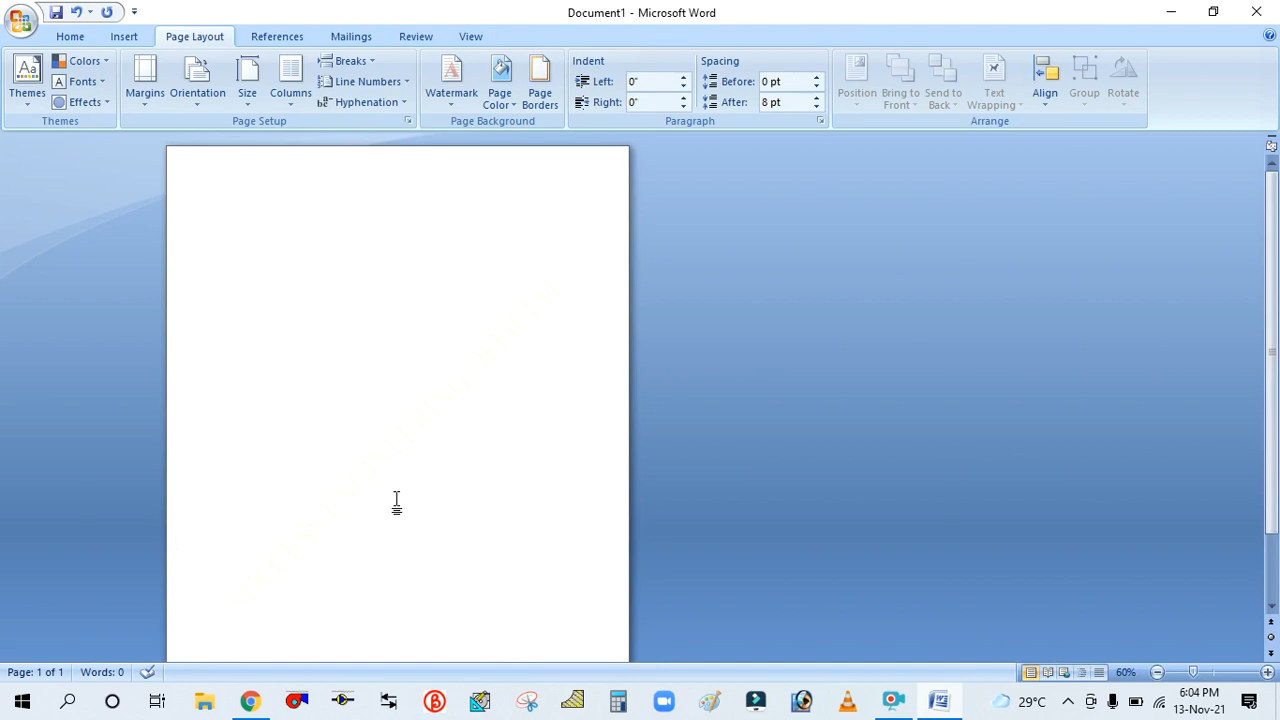 Document1 - Microsoft Word
Home Insert Page Layout References Mailings Review View
Themes
Colors
Fonts
Effects
Themes
Margins Orientation Size Columns
Breaks
Line Numbers
Hyphenation
Page Setup
Watermark Page Color Page Borders
Page Background
Indent
Left: 0"
Right: 0"
Spacing
Before: 0 pt
After: 8 pt
Paragraph
Position Bring to Front Send to Back Text Wrapping Align Group Rotate
Arrange
Page: 1 of 1 Words: 0
60%
29°C
6:04 PM
13-Nov-21